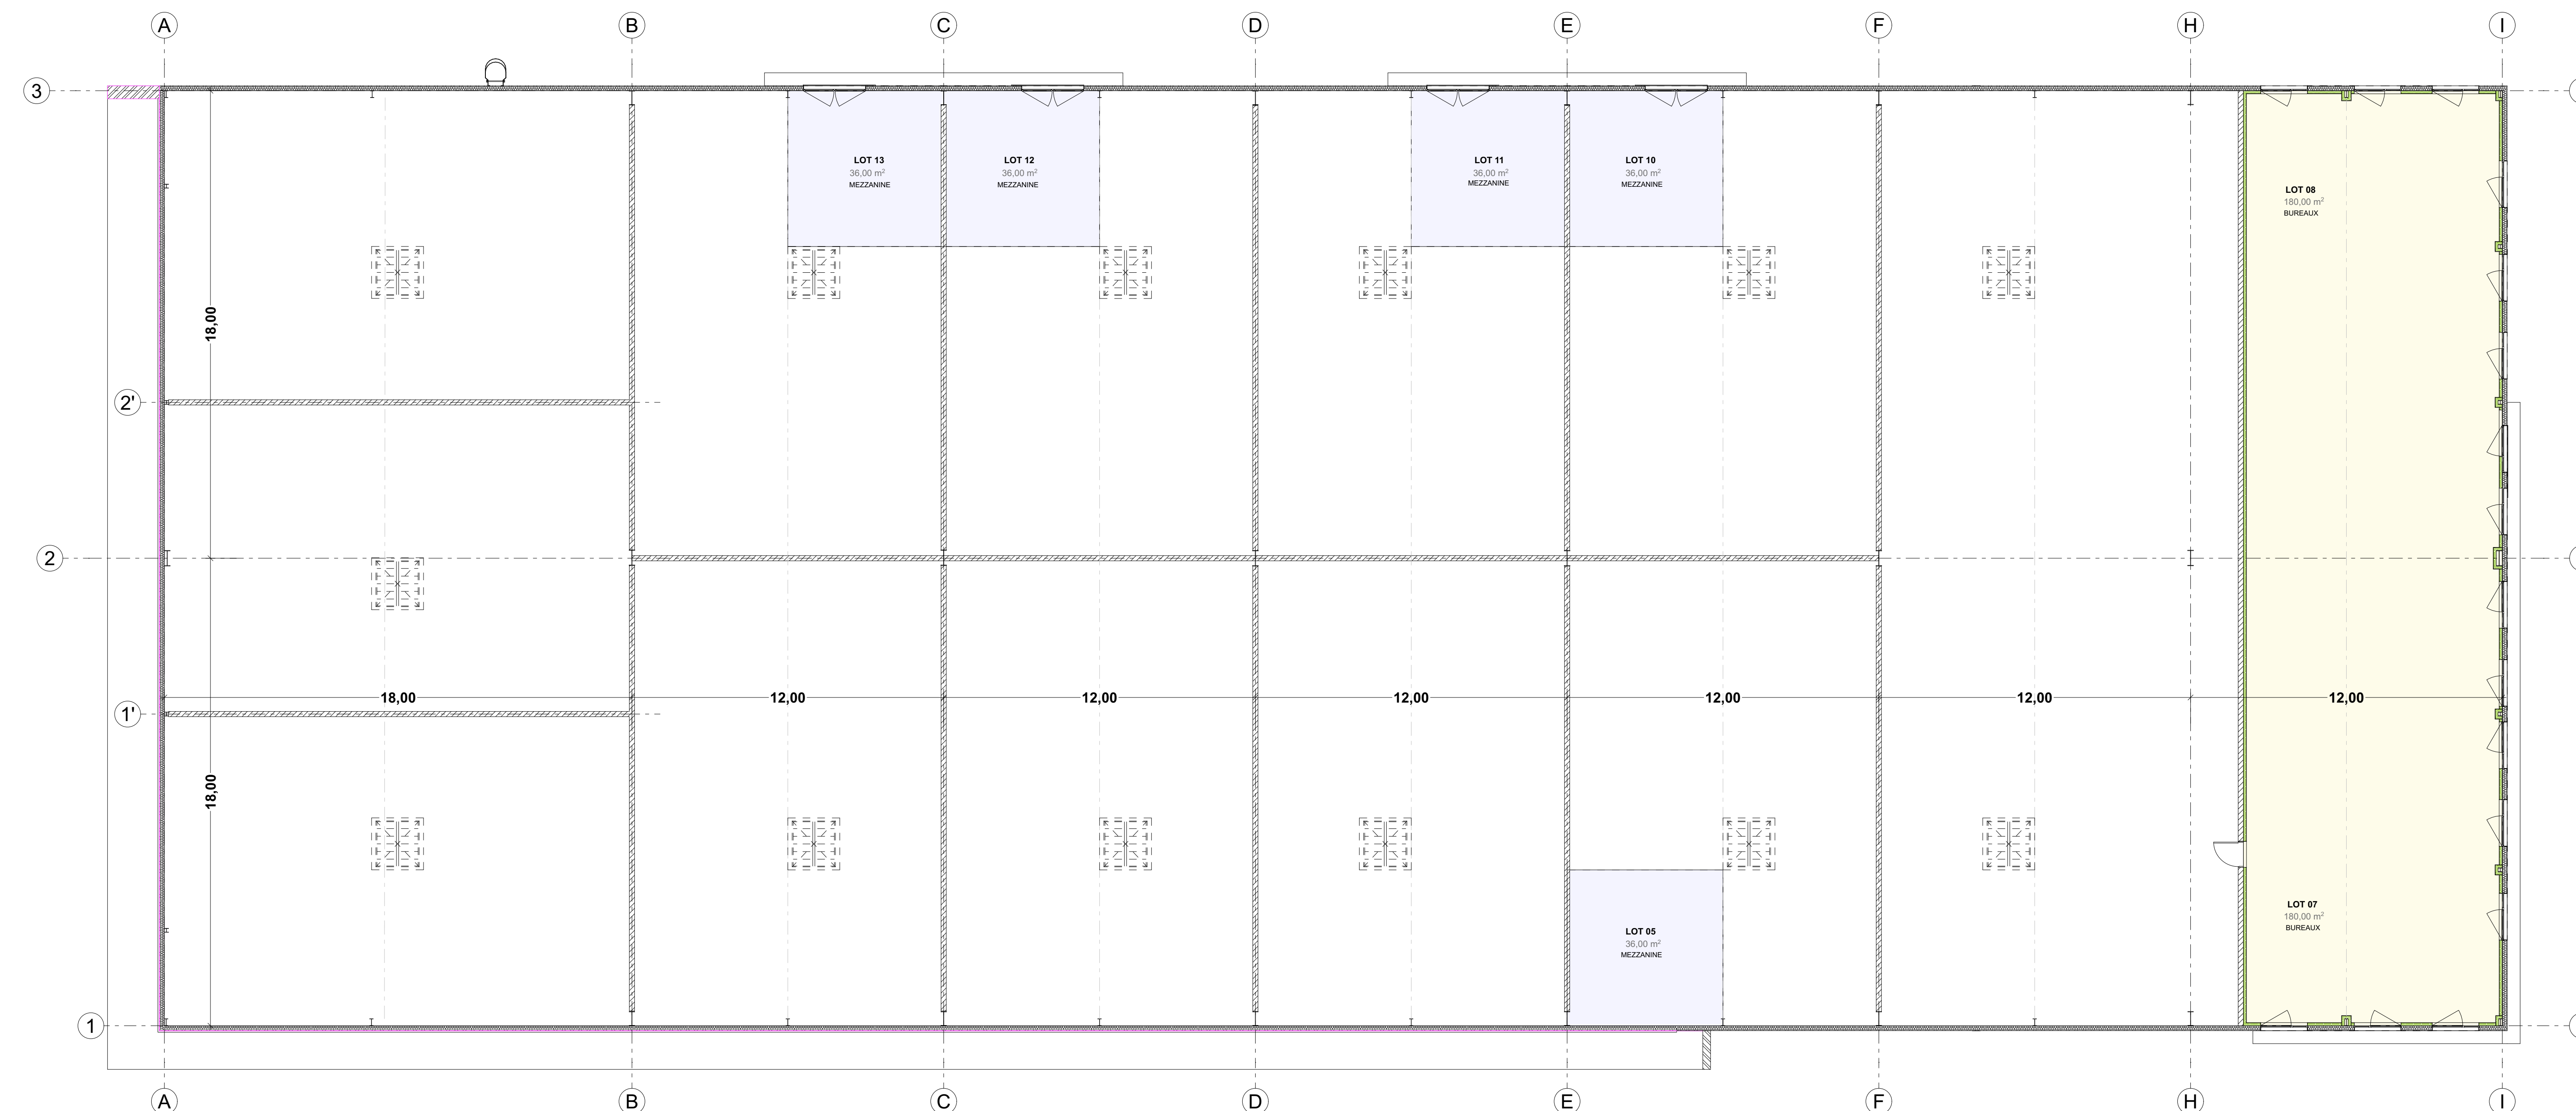 A B C D E F H I
3
LOT 13
36,00 m²
MEZZANINE
LOT 12
36,00 m²
MEZZANINE
LOT 11
36,00 m²
MEZZANINE
LOT 10
36,00 m²
MEZZANINE
LOT 08
180,00 m²
BUREAUX
18,00
2'
2
18,00 12,00 12,00 12,00 12,00 12,00 12,00
1'
18,00
LOT 07
180,00 m²
BUREAUX
LOT 05
36,00 m²
MEZZANINE
1
A B C D E F H I